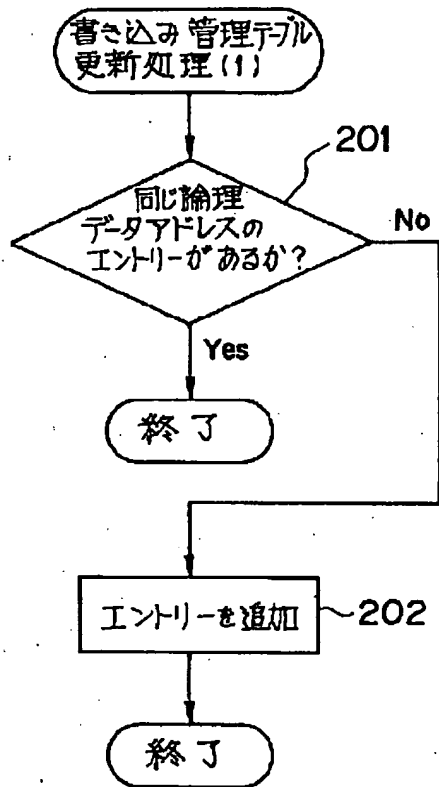 書き込み管理テーブル
更新処理(1)
201
同じ論理
データアドレスの
エントリーがあるか?
No
Yes
終了
エントリーを追加
202
終了